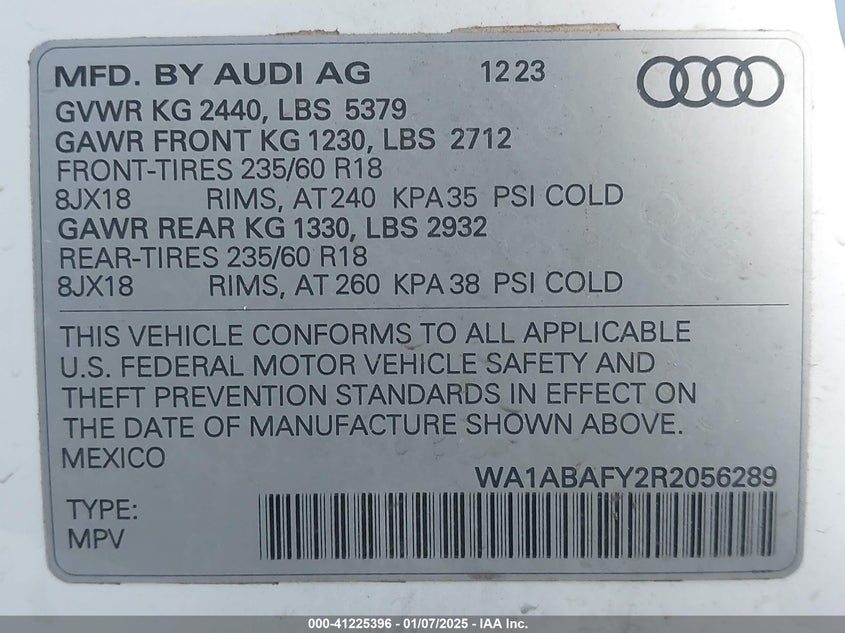 MFD. BY AUDI AG 12 23
GVWR KG 2440, LBS 5379
GAWR FRONT KG 1230, LBS 2712
FRONT-TIRES 235/60 R18
8JX18 RIMS, AT 240 KPA 35 PSI COLD
GAWR REAR KG 1330, LBS 2932
REAR-TIRES 235/60 R18
8JX18 RIMS, AT 260 KPA 38 PSI COLD
THIS VEHICLE CONFORMS TO ALL APPLICABLE
U.S. FEDERAL MOTOR VEHICLE SAFETY AND
THEFT PREVENTION STANDARDS IN EFFECT ON
THE DATE OF MANUFACTURE SHOWN ABOVE.
MEXICO
WA1ABAFY2R2056289
TYPE:
MPV
000-41225396 - 01/07/2025 - IAA Inc.